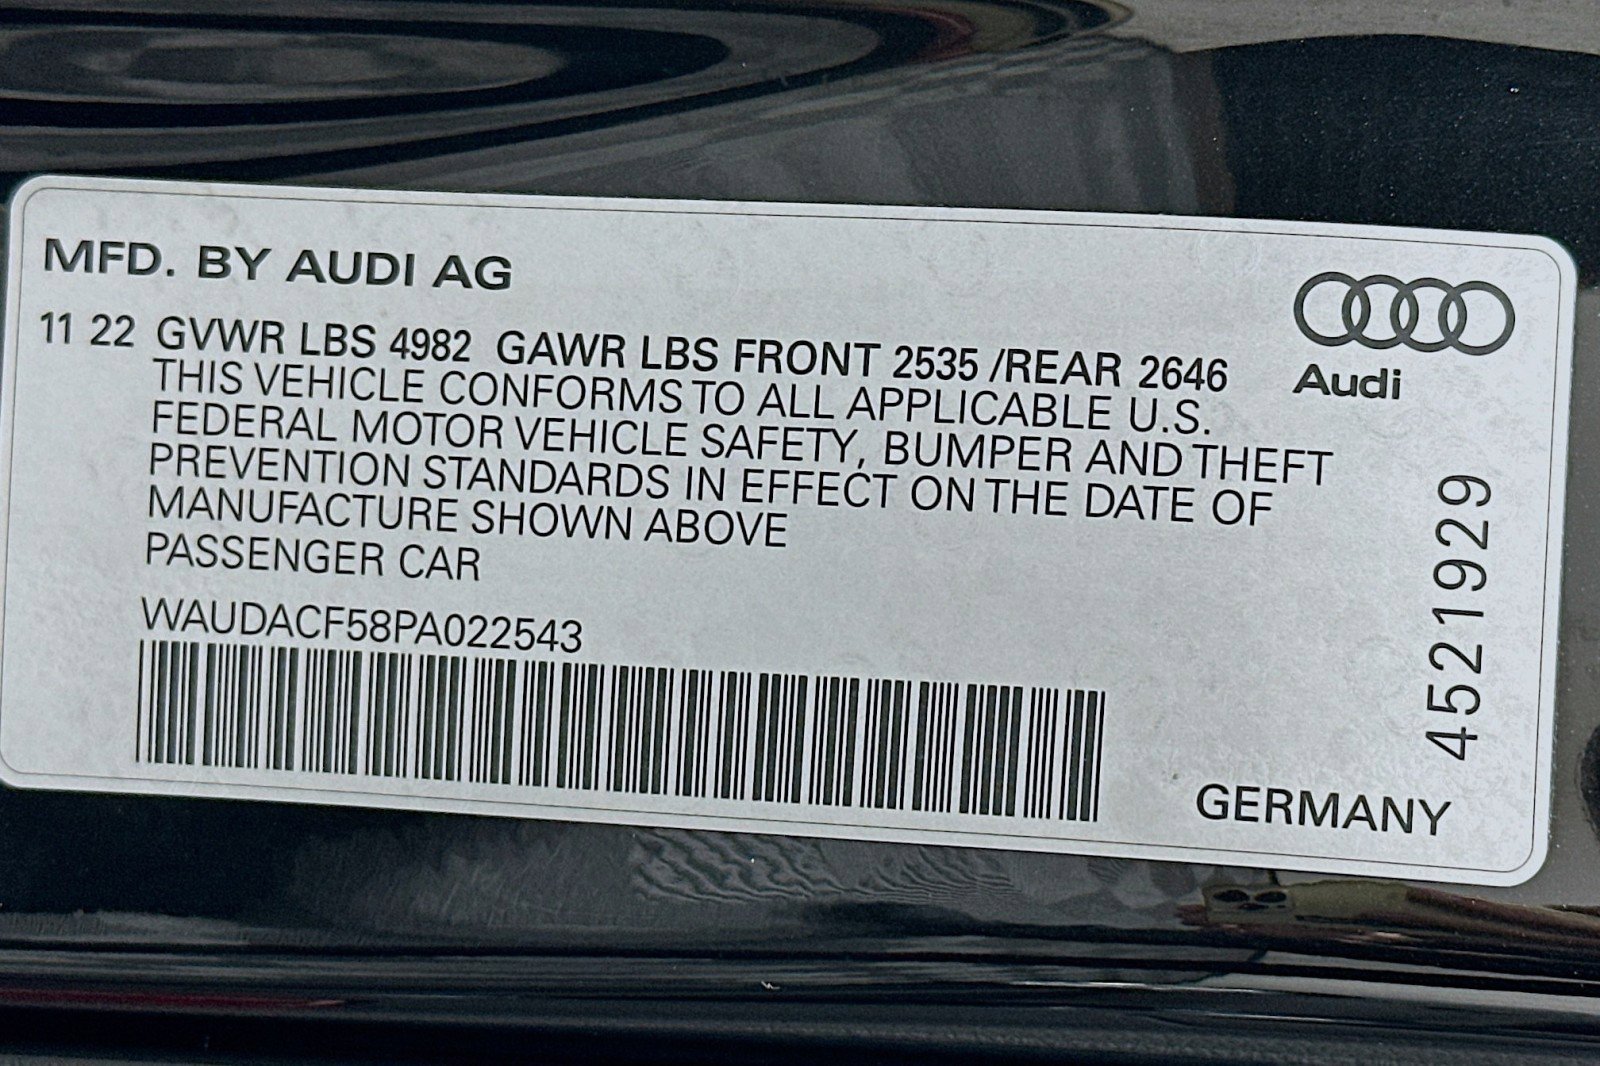 MFD. BY AUDI AG
11 22 GVWR LBS 4982 GAWR LBS FRONT 2535 /REAR 2646
THIS VEHICLE CONFORMS TO ALL APPLICABLE U.S.
FEDERAL MOTOR VEHICLE SAFETY, BUMPER AND THEFT
PREVENTION STANDARDS IN EFFECT ON THE DATE OF
MANUFACTURE SHOWN ABOVE
PASSENGER CAR
WAUDACF58PA022543
Audi
4521929
GERMANY